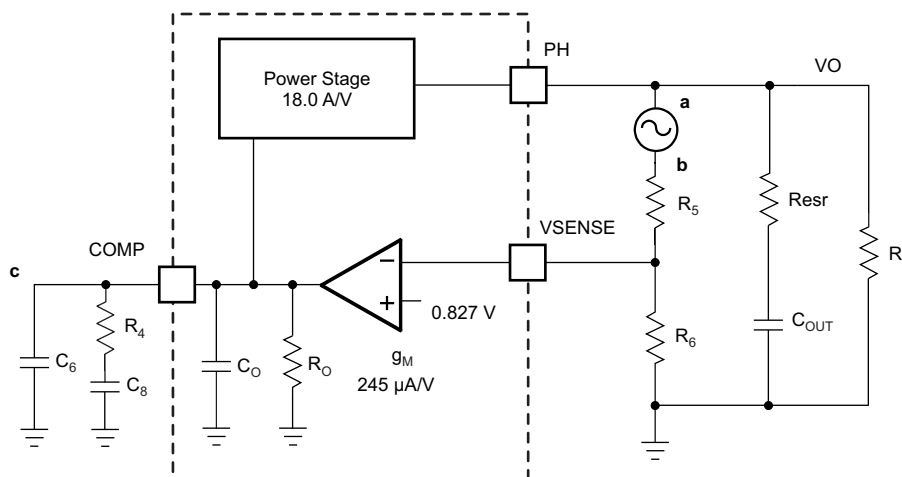 PH
VO
Power Stage
18.0 A/V
a
b
R5
Resr
VSENSE
COMP
R
c
0.827 V
R4
COUT
R6
gM
CO
RO
C6
245 µA/V
C8